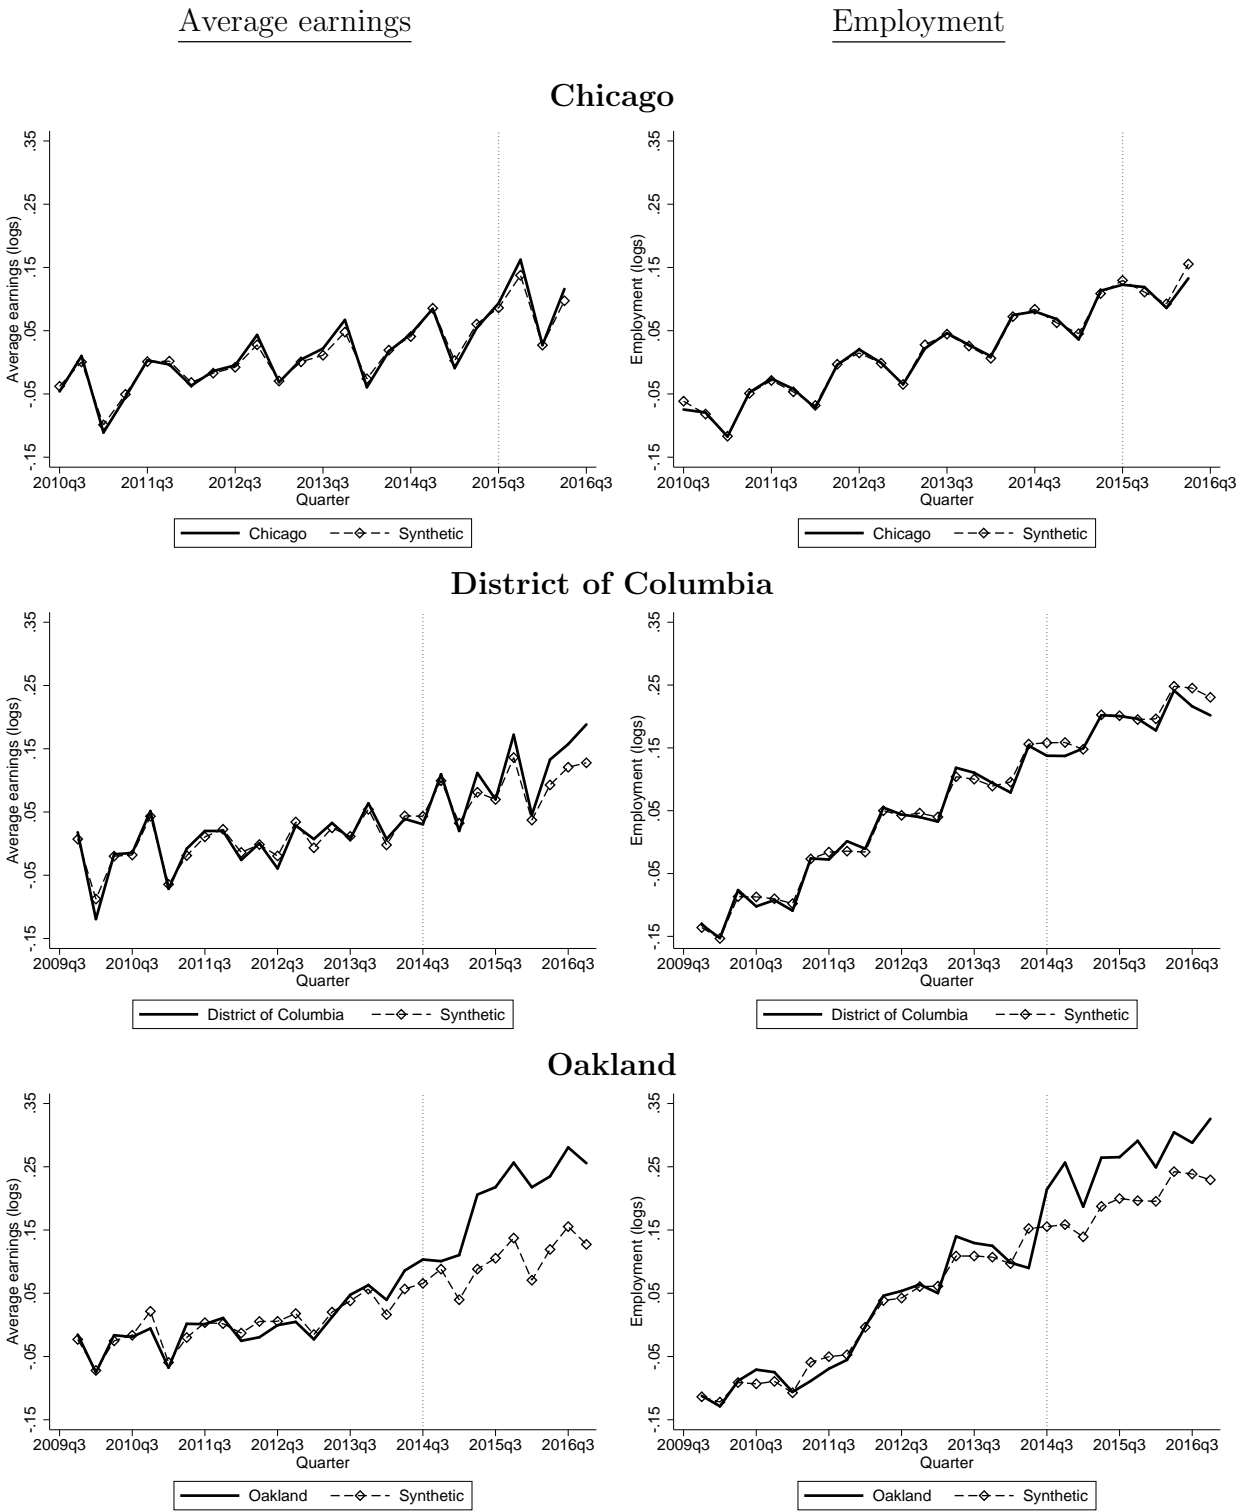 Average earnings Employment
Chicago
Average earnings (logs)
-.15 -.05 .05 .15 .25 .35
2010q3 2011q3 2012q3 2013q3 2014q3 2015q3 2016q3
Quarter
Chicago Synthetic
Employment (logs)
-.15 -.05 .05 .15 .25 .35
2010q3 2011q3 2012q3 2013q3 2014q3 2015q3 2016q3
Quarter
Chicago Synthetic
District of Columbia
Average earnings (logs)
-.15 -.05 .05 .15 .25 .35
2009q3 2010q3 2011q3 2012q3 2013q3 2014q3 2015q3 2016q3
Quarter
District of Columbia Synthetic
Employment (logs)
-.15 -.05 .05 .15 .25 .35
2009q3 2010q3 2011q3 2012q3 2013q3 2014q3 2015q3 2016q3
Quarter
District of Columbia Synthetic
Oakland
Average earnings (logs)
-.15 -.05 .05 .15 .25 .35
2009q3 2010q3 2011q3 2012q3 2013q3 2014q3 2015q3 2016q3
Quarter
Oakland Synthetic
Employment (logs)
-.15 -.05 .05 .15 .25 .35
2009q3 2010q3 2011q3 2012q3 2013q3 2014q3 2015q3 2016q3
Quarter
Oakland Synthetic